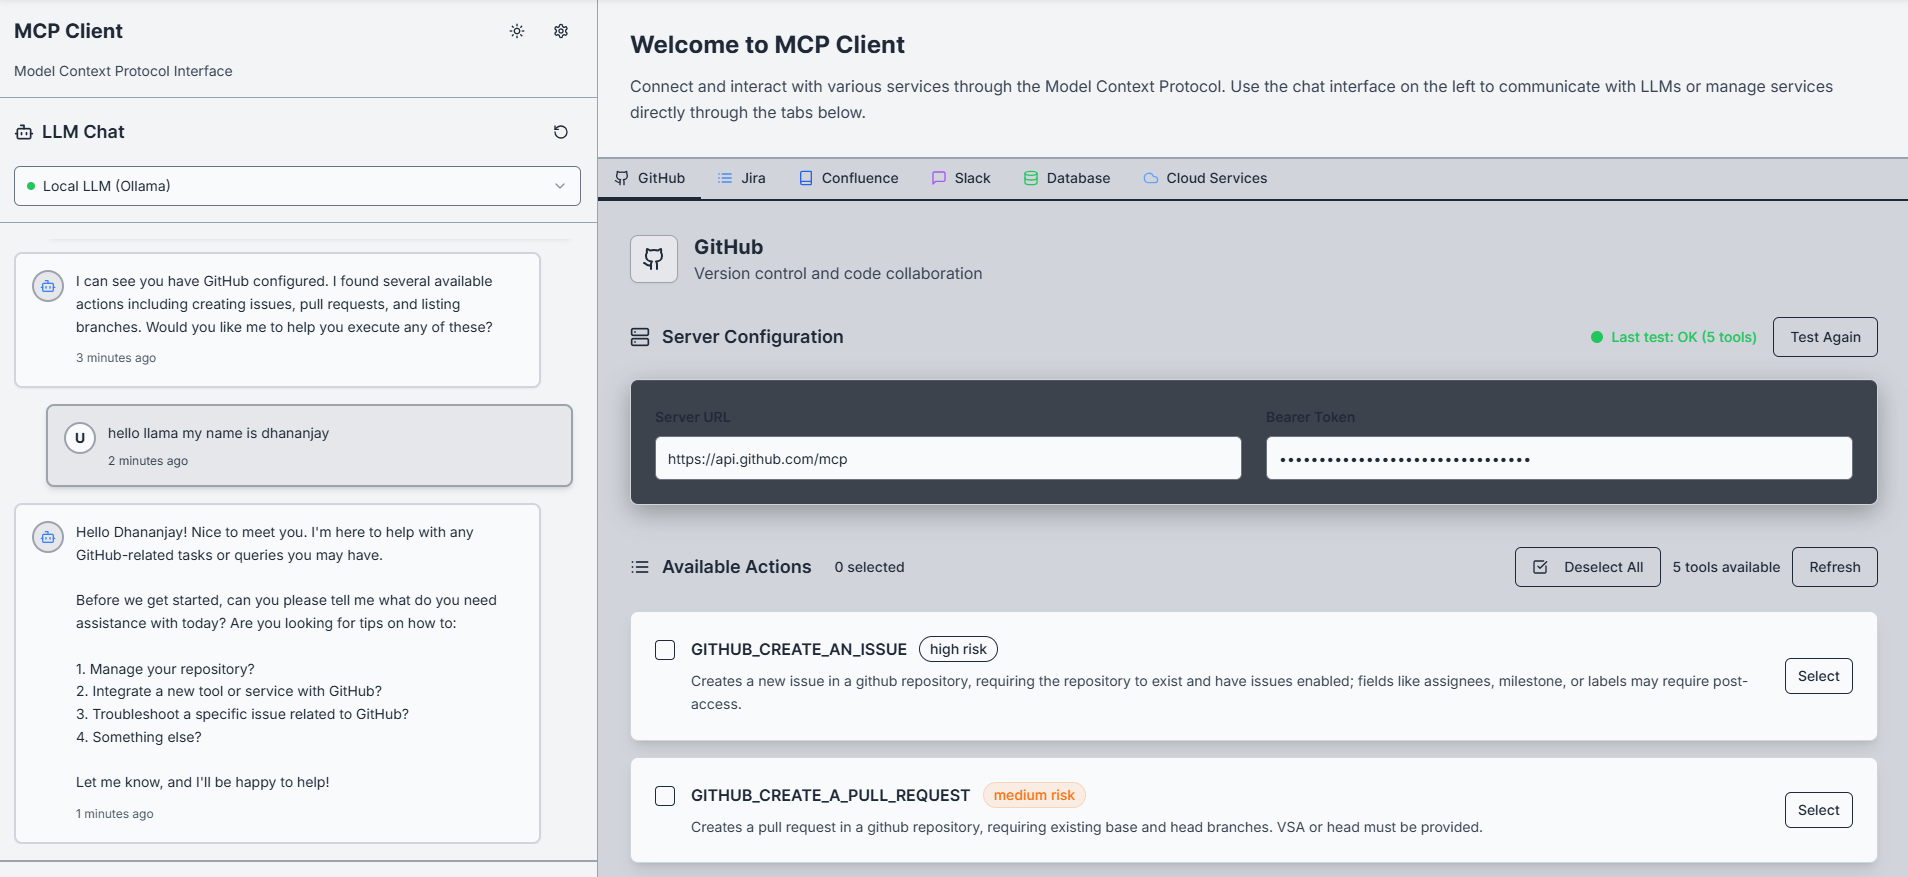 MCP Client
Model Context Protocol Interface
LLM Chat
Local LLM (Ollama)
I can see you have GitHub configured. I found several available
actions including creating issues, pull requests, and listing
branches. Would you like me to help you execute any of these?
3 minutes ago
U
hello llama my name is dhananjay
2 minutes ago
Hello Dhananjay! Nice to meet you. I'm here to help with any
GitHub-related tasks or queries you may have.
Before we get started, can you please tell me what do you need
assistance with today? Are you looking for tips on how to:
1. Manage your repository?
2. Integrate a new tool or service with GitHub?
3. Troubleshoot a specific issue related to GitHub?
4. Something else?
Let me know, and I'll be happy to help!
1 minutes ago
Welcome to MCP Client
Connect and interact with various services through the Model Context Protocol. Use the chat interface on the left to communicate with LLMs or manage services
directly through the tabs below.
GitHub Jira Confluence Slack Database Cloud Services
GitHub
Version control and code collaboration
Server Configuration
Last test: OK (5 tools)
Test Again
Server URL
Bearer Token
https://api.github.com/mcp
••••••••••••••••••••••••••••••••
Available Actions
0 selected
Deselect All
5 tools available
Refresh
GITHUB_CREATE_AN_ISSUE
high risk
Creates a new issue in a github repository, requiring the repository to exist and have issues enabled; fields like assignees, milestone, or labels may require post-
access.
Select
GITHUB_CREATE_A_PULL_REQUEST
medium risk
Creates a pull request in a github repository, requiring existing base and head branches. VSA or head must be provided.
Select